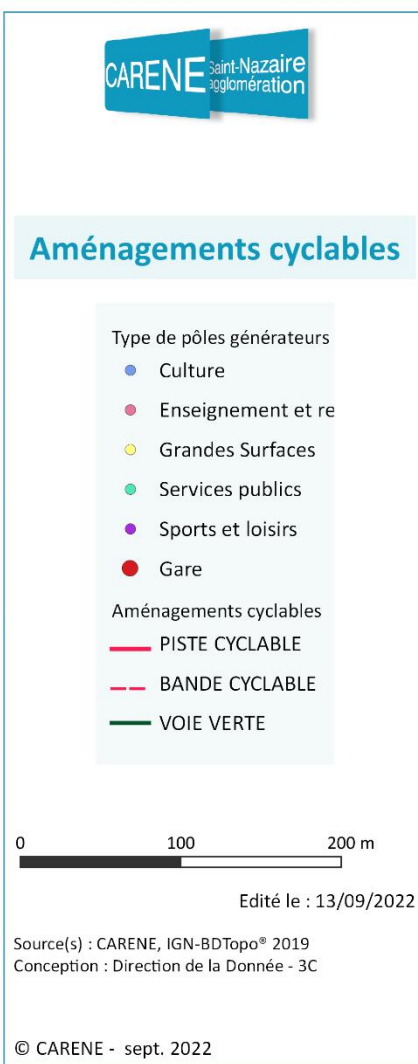 CARENE
Saint-Nazaire
agglomération
Aménagements cyclables
Type de pôles générateurs
Culture
Enseignement et re
Grandes Surfaces
Services publics
Sports et loisirs
Gare
Aménagements cyclables
PISTE CYCLABLE
BANDE CYCLABLE
VOIE VERTE
0 100 200 m
Edité le : 13/09/2022
Source(s) : CARENE, IGN-BDTopo® 2019
Conception : Direction de la Donnée - 3C
© CARENE - sept. 2022